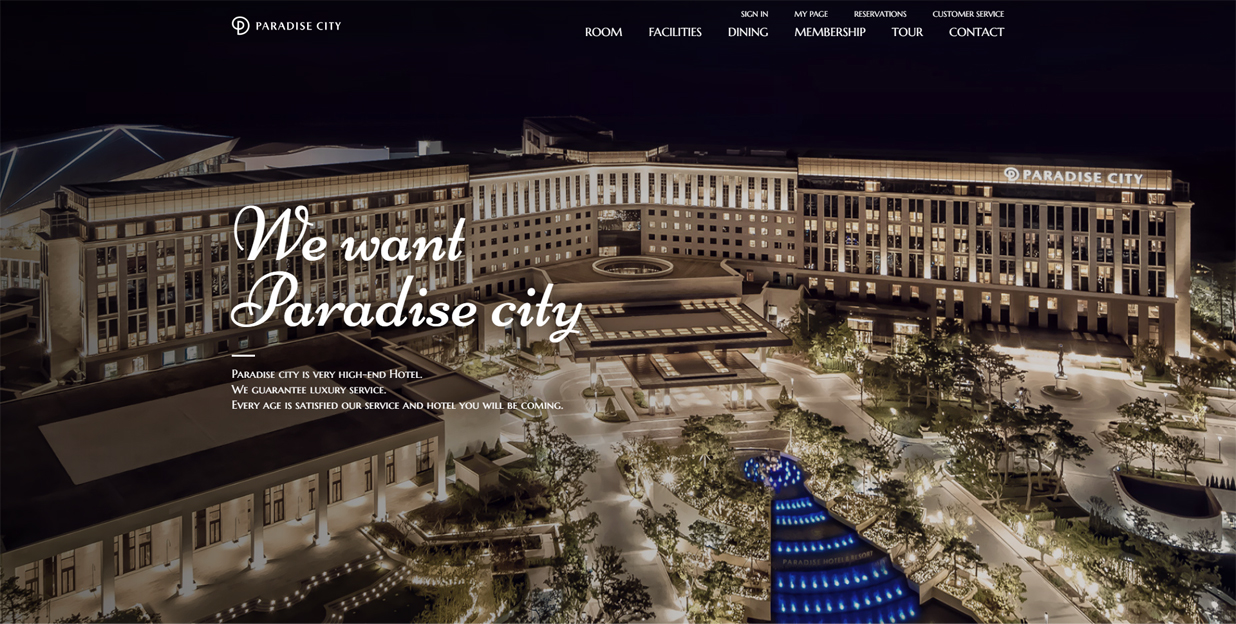 PARADISE CITY
SIGN IN MY PAGE RESERVATIONS CUSTOMER SERVICE
ROOM FACILITIES DINING MEMBERSHIP TOUR CONTACT
PARADISE CITY
We want
Paradise city
Paradise city is very high-end Hotel.
We guarantee luxury service.
Every age is satisfied our service and hotel you will be coming.
PARADISE HOTEL & RESORT